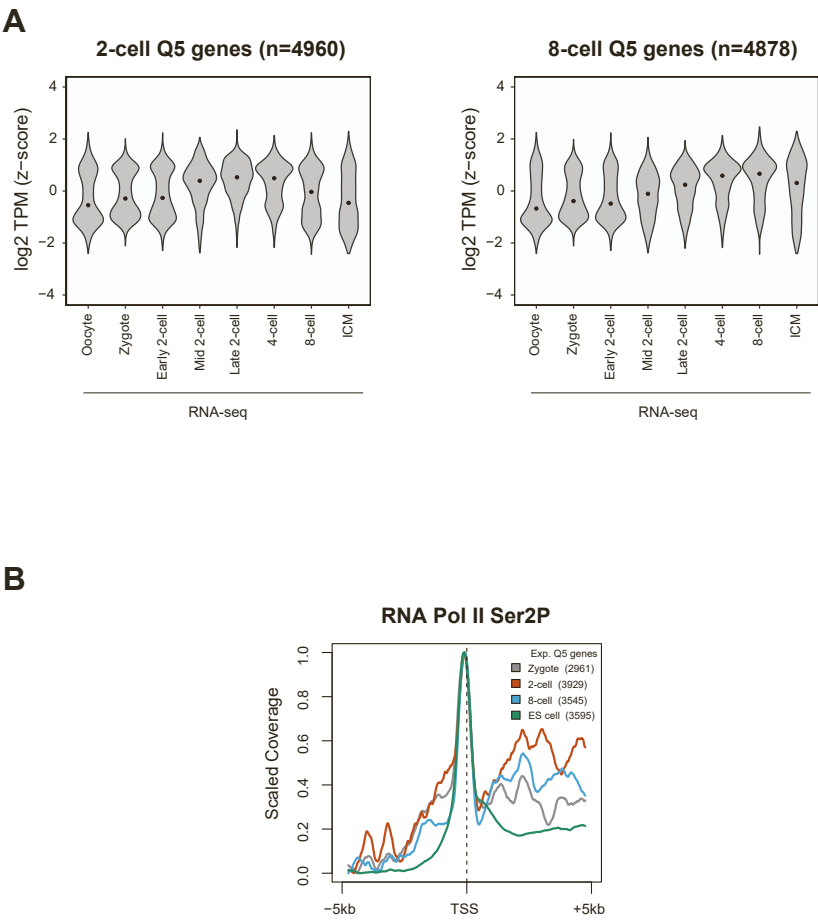 A
2-cell Q5 genes (n=4960)
8-cell Q5 genes (n=4878)
log2 TPM (z−score)
4
2
0
−2
−4
Oocyte
Zygote
Early 2-cell
Mid 2-cell
Late 2-cell
4-cell
8-cell
ICM
RNA-seq
log2 TPM (z−score)
4
2
0
−2
−4
Oocyte
Zygote
Early 2-cell
Mid 2-cell
Late 2-cell
4-cell
8-cell
ICM
RNA-seq
B
RNA Pol II Ser2P
Scaled Coverage
1.0
0.8
0.6
0.4
0.2
0.0
Exp. Q5 genes
Zygote (2961)
2-cell (3929)
8-cell (3545)
ES cell (3595)
−5kb
TSS
+5kb